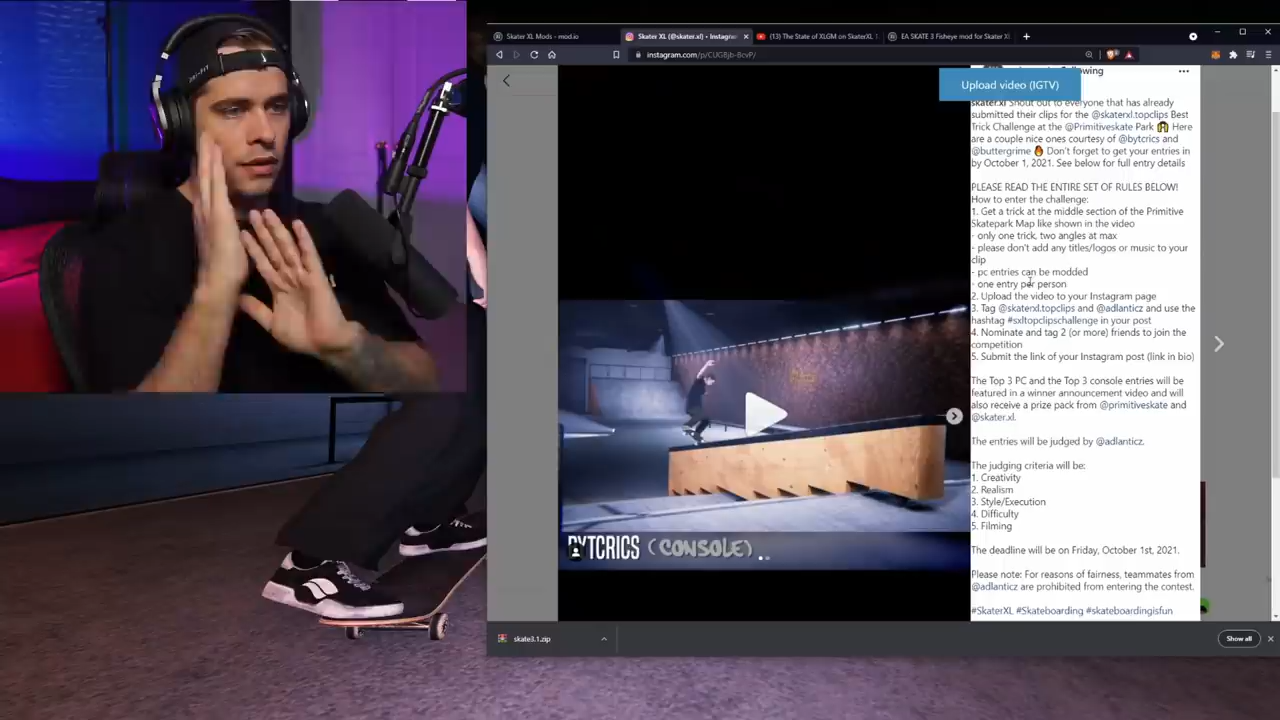 Skater XL Mods - mod.io
Skater XL (@skater.xl) • Instagr
(13) The State of XLGM on SkaterXL
EA SKATE 3 Fisheye mod for Skater X
instagram.com/p/CUGBjb-BcvP/
Upload video (IGTV)
skater.xl Shout out to everyone that has already
submitted their clips for the @skaterxl.topclips Best
Trick Challenge at the @Primitiveskate Park Here
are a couple nice ones courtesy of @bytcrics and
@buttergrime 🔥 Don't forget to get your entries in
by October 1, 2021. See below for full entry details
PLEASE READ THE ENTIRE SET OF RULES BELOW!
How to enter the challenge:
1. Get a trick at the middle section of the Primitive
Skatepark Map like shown in the video
- only one trick, two angles at max
- please don't add any titles/logos or music to your
clip
- pc entries can be modded
- one entry per person
2. Upload the video to your Instagram page
3. Tag @skaterxl.topclips and @adlanticz and use the
hashtag #sxltopclipschallenge in your post
4. Nominate and tag 2 (or more) friends to join the
competition
5. Submit the link of your Instagram post (link in bio)
The Top 3 PC and the Top 3 console entries will be
featured in a winner announcement video and will
also receive a prize pack from @primitiveskate and
@skater.xl.
The entries will be judged by @adlanticz.
The judging criteria will be:
1. Creativity
2. Realism
3. Style/Execution
4. Difficulty
5. Filming
The deadline will be on Friday, October 1st, 2021.
Please note: For reasons of fairness, teammates from
@adlanticz are prohibited from entering the contest.
#SkaterXL #Skateboarding #skateboardingisfun
BYTCRICS (CONSOLE)
skate3.1.zip
Show all